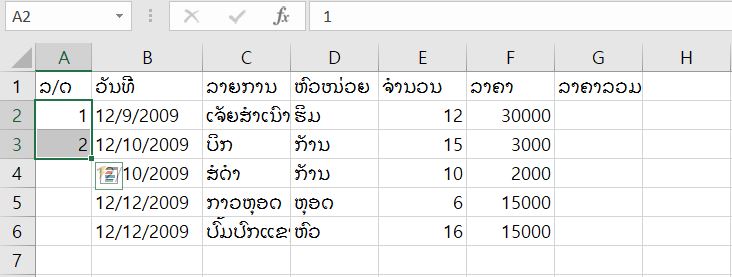 A2 1
A B C D E F G H
1 ລ/ດ ວັນທີ ລາຍການ ຫົວໜ່ວຍ ຈຳນວນ ລາຄາ ລາຄາລວມ
2 1 12/9/2009 ເຈ້ຍສຳເນົາ ຮິມ 12 30000
3 2 12/10/2009 ບິກ ກ້ານ 15 3000
4 10/2009 ສໍດຳ ກ້ານ 10 2000
5 12/12/2009 ກາວຫຼອດ ຫຼອດ 6 15000
6 12/12/2009 ປຶ້ມປົກແຂງ ຫົວ 16 15000
7